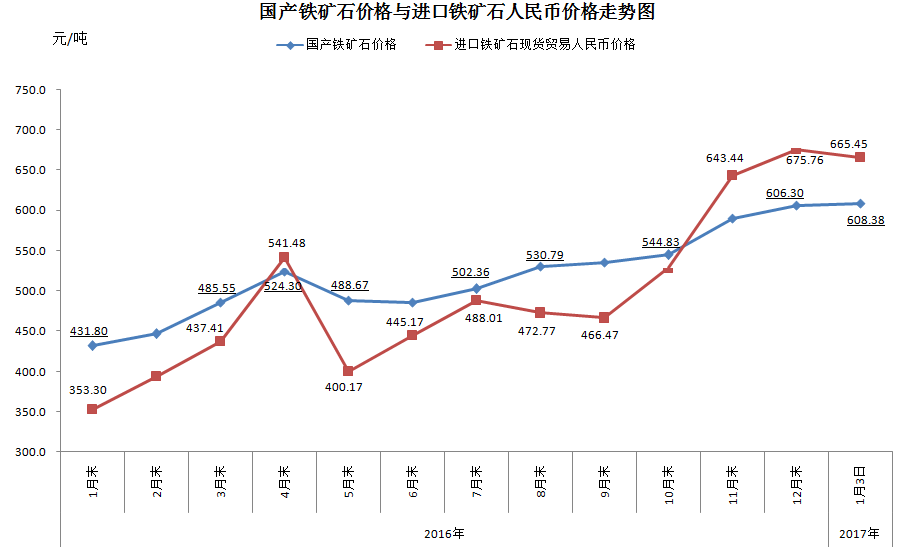 国产铁矿石价格与进口铁矿石人民币价格走势图
元/吨
国产铁矿石价格
进口铁矿石现货贸易人民币价格
750.0
700.0
650.0
600.0
550.0
500.0
450.0
400.0
350.0
300.0
431.80
485.55
524.30
488.67
502.36
530.79
544.83
606.30
608.38
353.30
437.41
541.48
400.17
445.17
488.01
472.77
466.47
643.44
675.76
665.45
1月末
2月末
3月末
4月末
5月末
6月末
7月末
8月末
9月末
10月末
11月末
12月末
1月3日
2016年
2017年